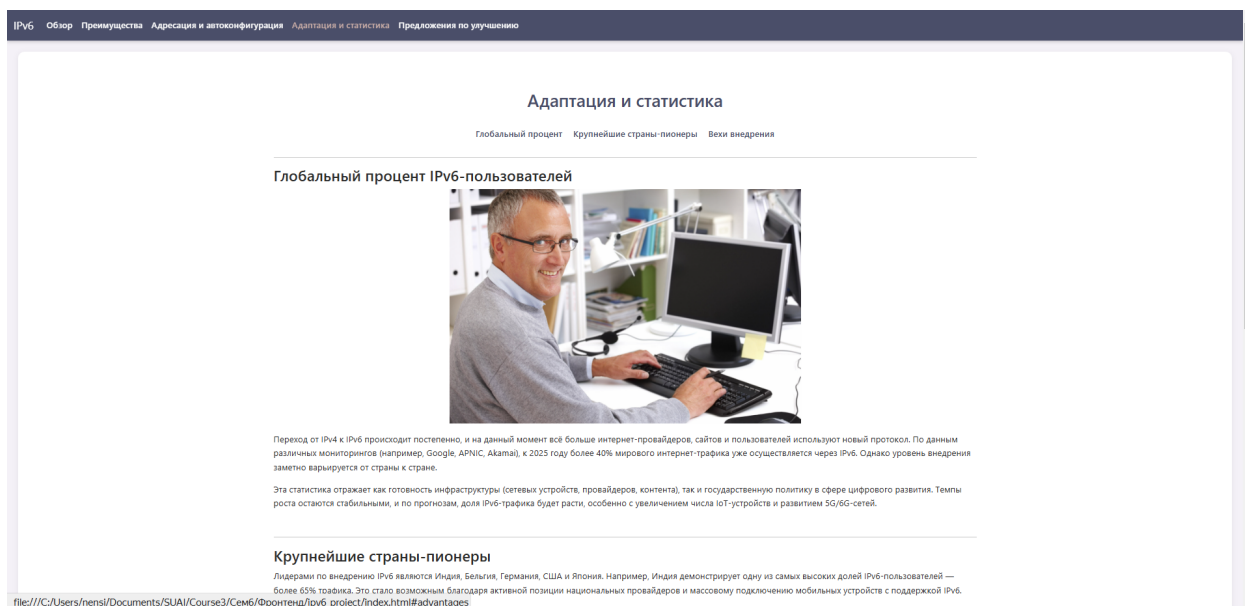 IPv6 Обзор Преимущества Адресация и автоконфигурация Адаптация и статистика Предложения по улучшению
Адаптация и статистика
Глобальный процент Крупнейшие страны-пионеры Вехи внедрения
Глобальный процент IPv6-пользователей
Переход от IPv4 к IPv6 происходит постепенно, и на данный момент всё больше интернет-провайдеров, сайтов и пользователей используют новый протокол. По данным
различных мониторингов (например, Google, APNIC, Akamai), к 2025 году более 40% мирового интернет-трафика уже осуществляется через IPv6. Однако уровень внедрения
заметно варьируется от страны к стране.
Эта статистика отражает как готовность инфраструктуры (сетевых устройств, провайдеров, контента), так и государственную политику в сфере цифрового развития. Темпы
роста остаются стабильными, и по прогнозам, доля IPv6-трафика будет расти, особенно с увеличением числа IoT-устройств и развитием 5G/6G-сетей.
Крупнейшие страны-пионеры
Лидерами по внедрению IPv6 являются Индия, Бельгия, Германия, США и Япония. Например, Индия демонстрирует одну из самых высоких долей IPv6-пользователей —
более 65% трафика. Это стало возможным благодаря активной позиции национальных провайдеров и массовому подключению мобильных устройств с поддержкой IPv6.
file:///C:/Users/nensi/Documents/SUAI/Course3/Сем6/Фронтенд/ipv6_project/index.html#advantages